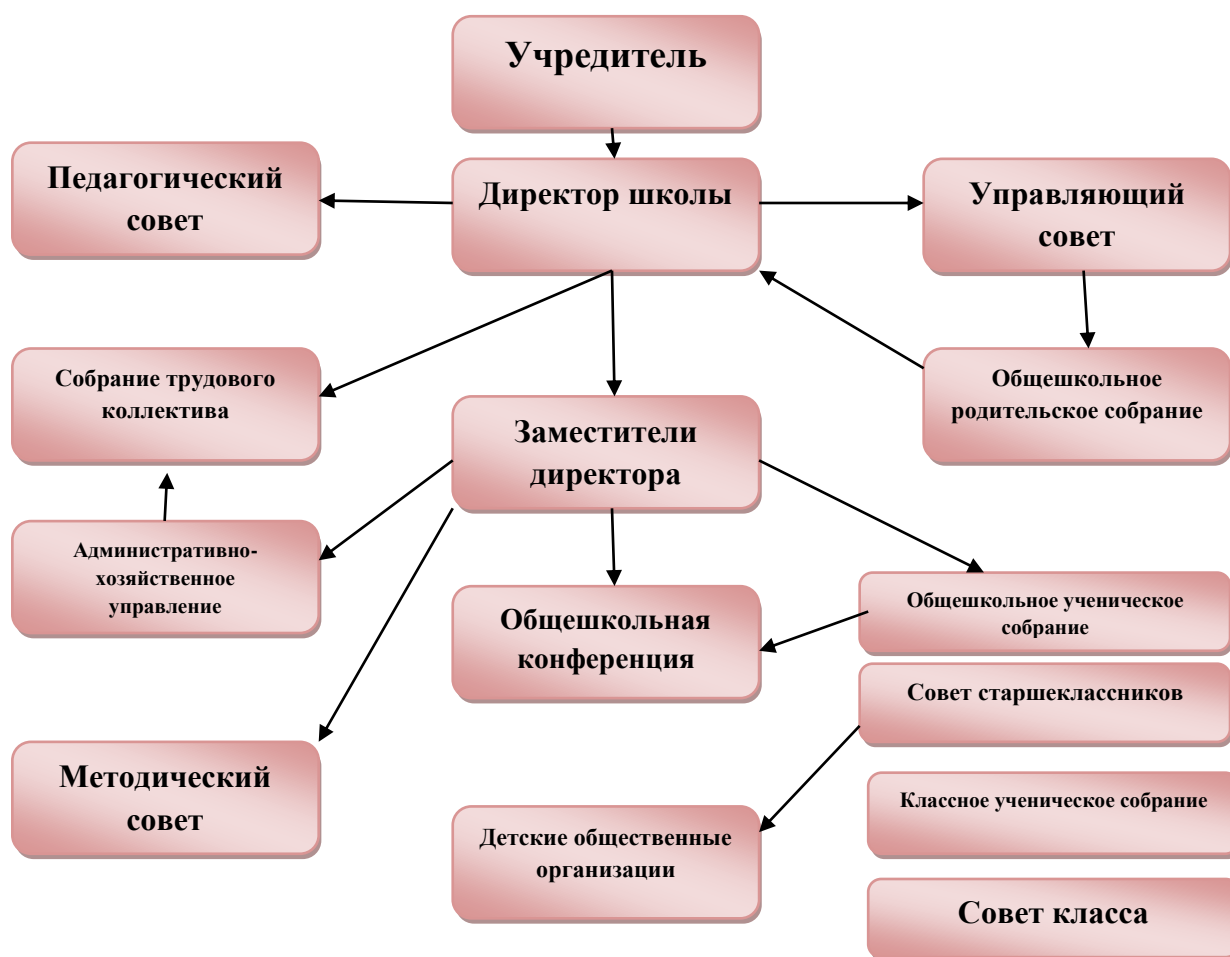 Учредитель
Педагогический
совет
Директор школы
Управляющий
совет
Собрание трудового
коллектива
Общешкольное
родительское собрание
Заместители
директора
Административно-
хозяйственное
управление
Общешкольная
конференция
Общешкольное ученическое
собрание
Совет старшеклассников
Методический
совет
Классное ученическое собрание
Детские общественные
организации
Совет класса